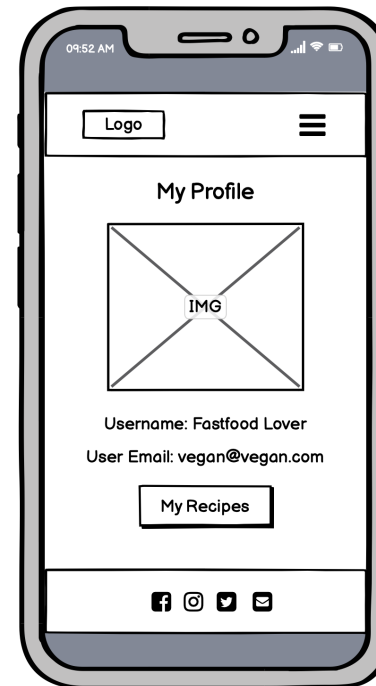 09:52 AM
Logo
My Profile
IMG
Username: Fastfood Lover
User Email: vegan@vegan.com
My Recipes